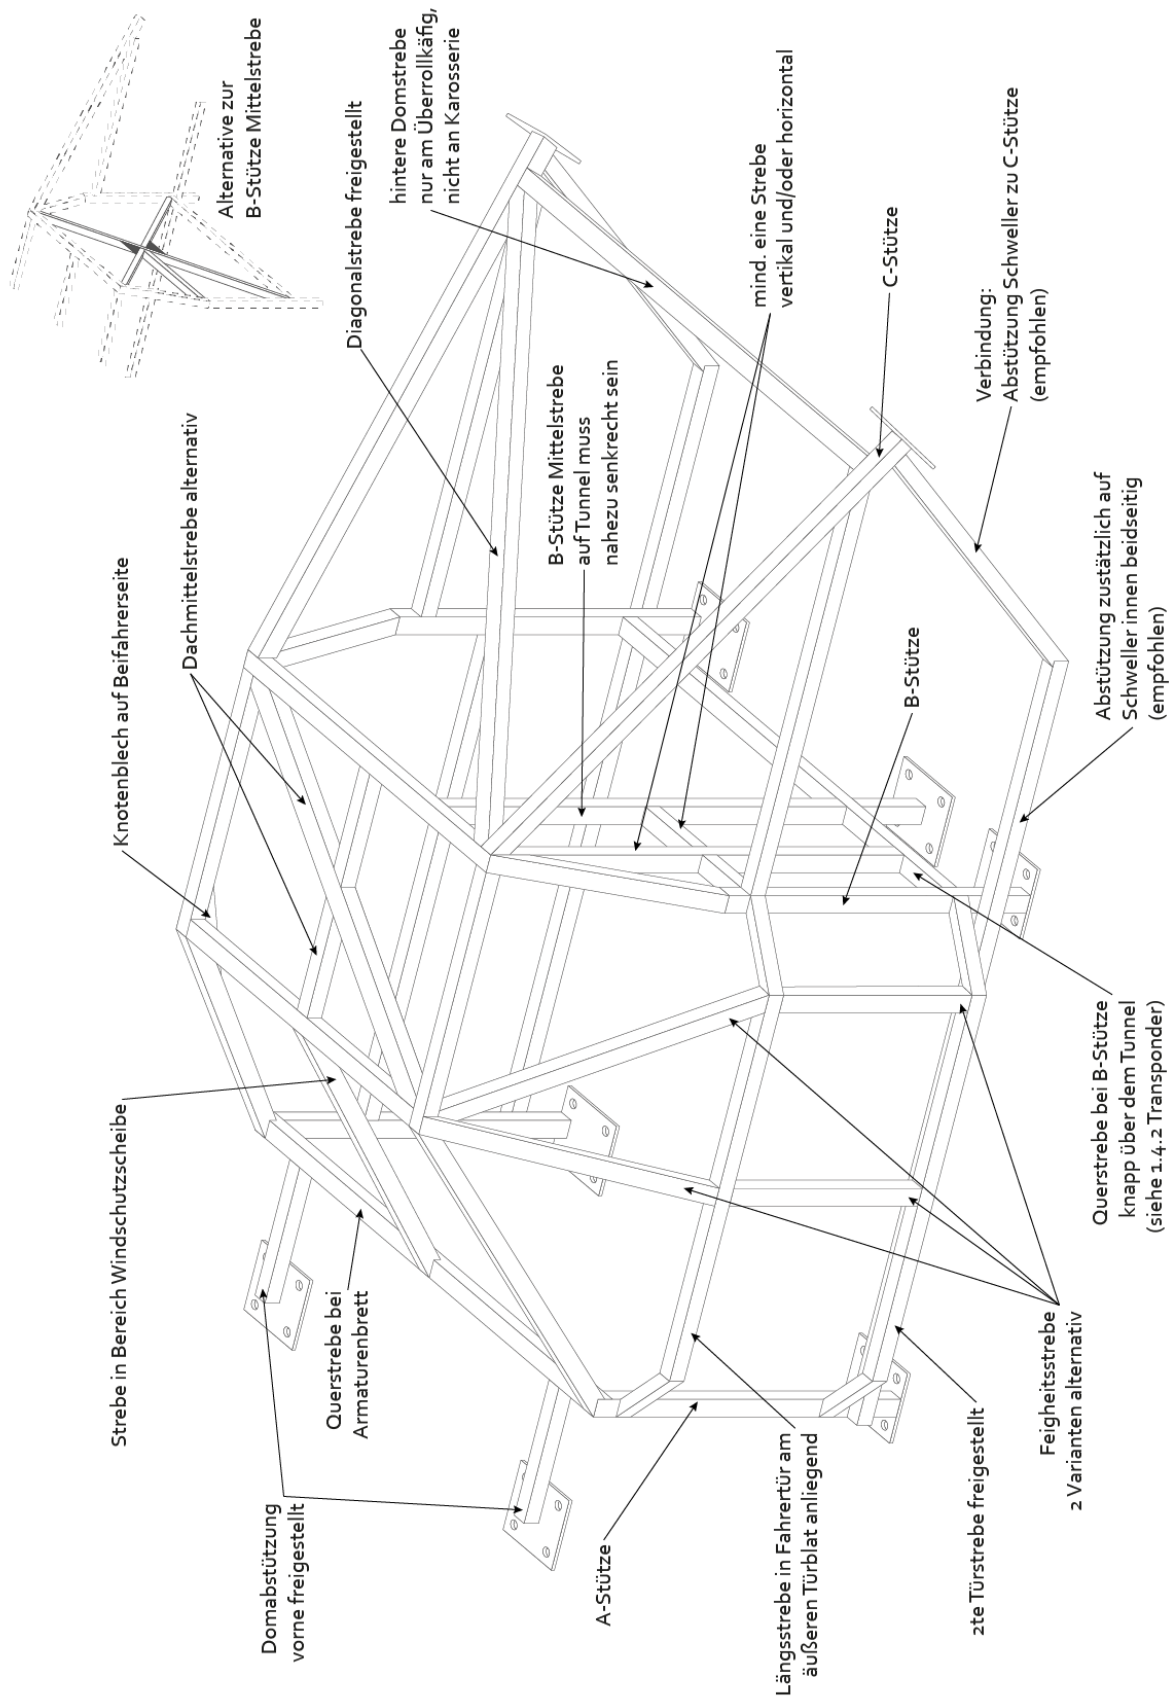 Alternative zur
B-Stütze Mittelstrebe
hintere Domstrebe
nur am Überrollkäfig,
nicht an Karosserie
Diagonalstrebe freigestellt
mind. eine Strebe
vertikal und/oder horizontal
C-Stütze
Verbindung:
Abstützung Schweller zu C-Stütze
(empfohlen)
Dachmittelstrebe alternativ
B-Stütze Mittelstrebe
auf Tunnel muss
nahezu senkrecht sein
Knotenblech auf Beifahrerseite
B-Stütze
Abstützung zustätzlich auf
Schweller innen beidseitig
(empfohlen)
Strebe in Bereich Windschutzscheibe
Querstrebe bei
Armaturenbrett
Querstrebe bei B-Stütze
knapp über dem Tunnel
(siehe 1.4.2 Transponder)
Domabstützung
vorne freigestellt
A-Stütze
Längsstrebe in Fahrertür am
äußeren Türblat anliegend
2te Türstrebe freigestellt
Feigheitsstrebe
2 Varianten alternativ